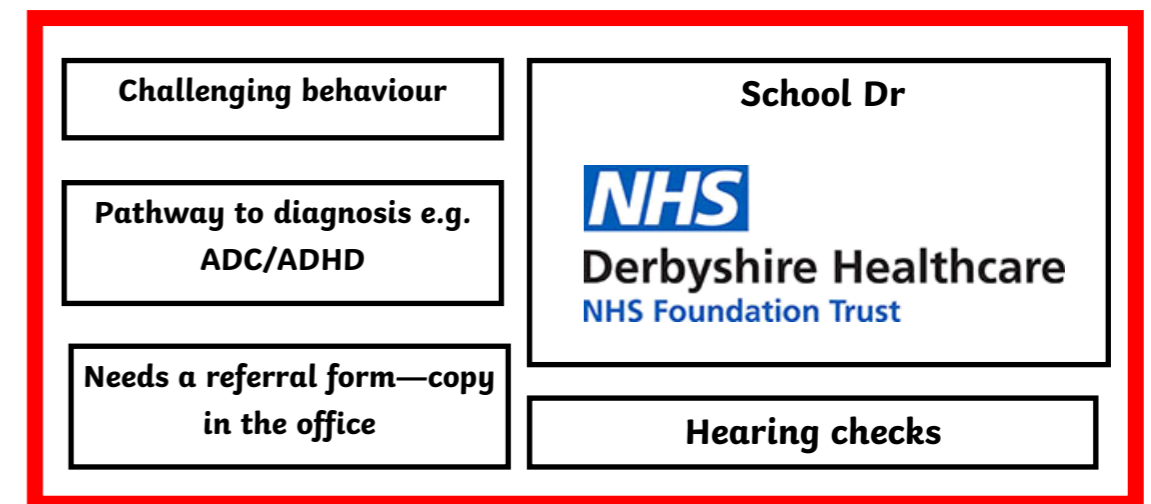 Challenging behaviour
Pathway to diagnosis e.g.
ADC/ADHD
Needs a referral form—copy
in the office
School Dr
NHS
Derbyshire Healthcare
NHS Foundation Trust
Hearing checks